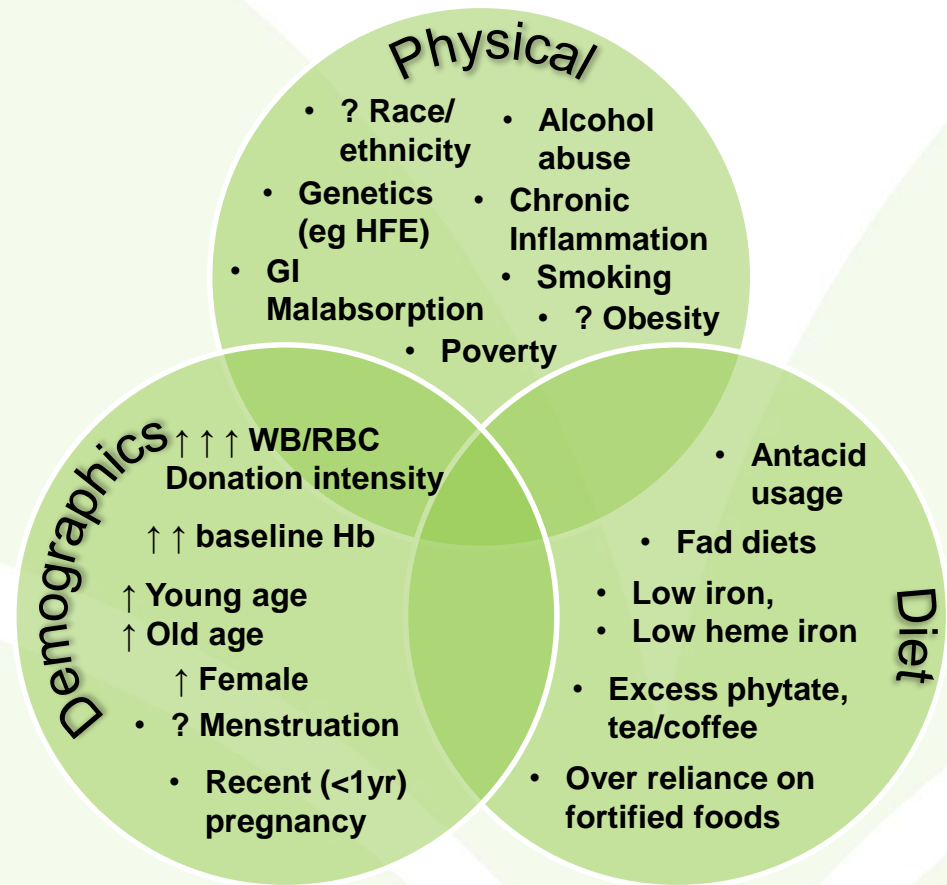 Physical
• ? Race/
ethnicity
• Genetics
(eg HFE)
• GI
Malabsorption
• Alcohol
abuse
• Chronic
Inflammation
• Smoking
• ? Obesity
• Poverty
Demographics
↑ ↑ ↑ WB/RBC
Donation intensity
↑ ↑ baseline Hb
↑ Young age
↑ Old age
↑ Female
• ? Menstruation
• Recent (<1yr)
pregnancy
Diet
• Antacid
usage
• Fad diets
• Low iron,
• Low heme iron
• Excess phytate,
tea/coffee
• Over reliance on
fortified foods